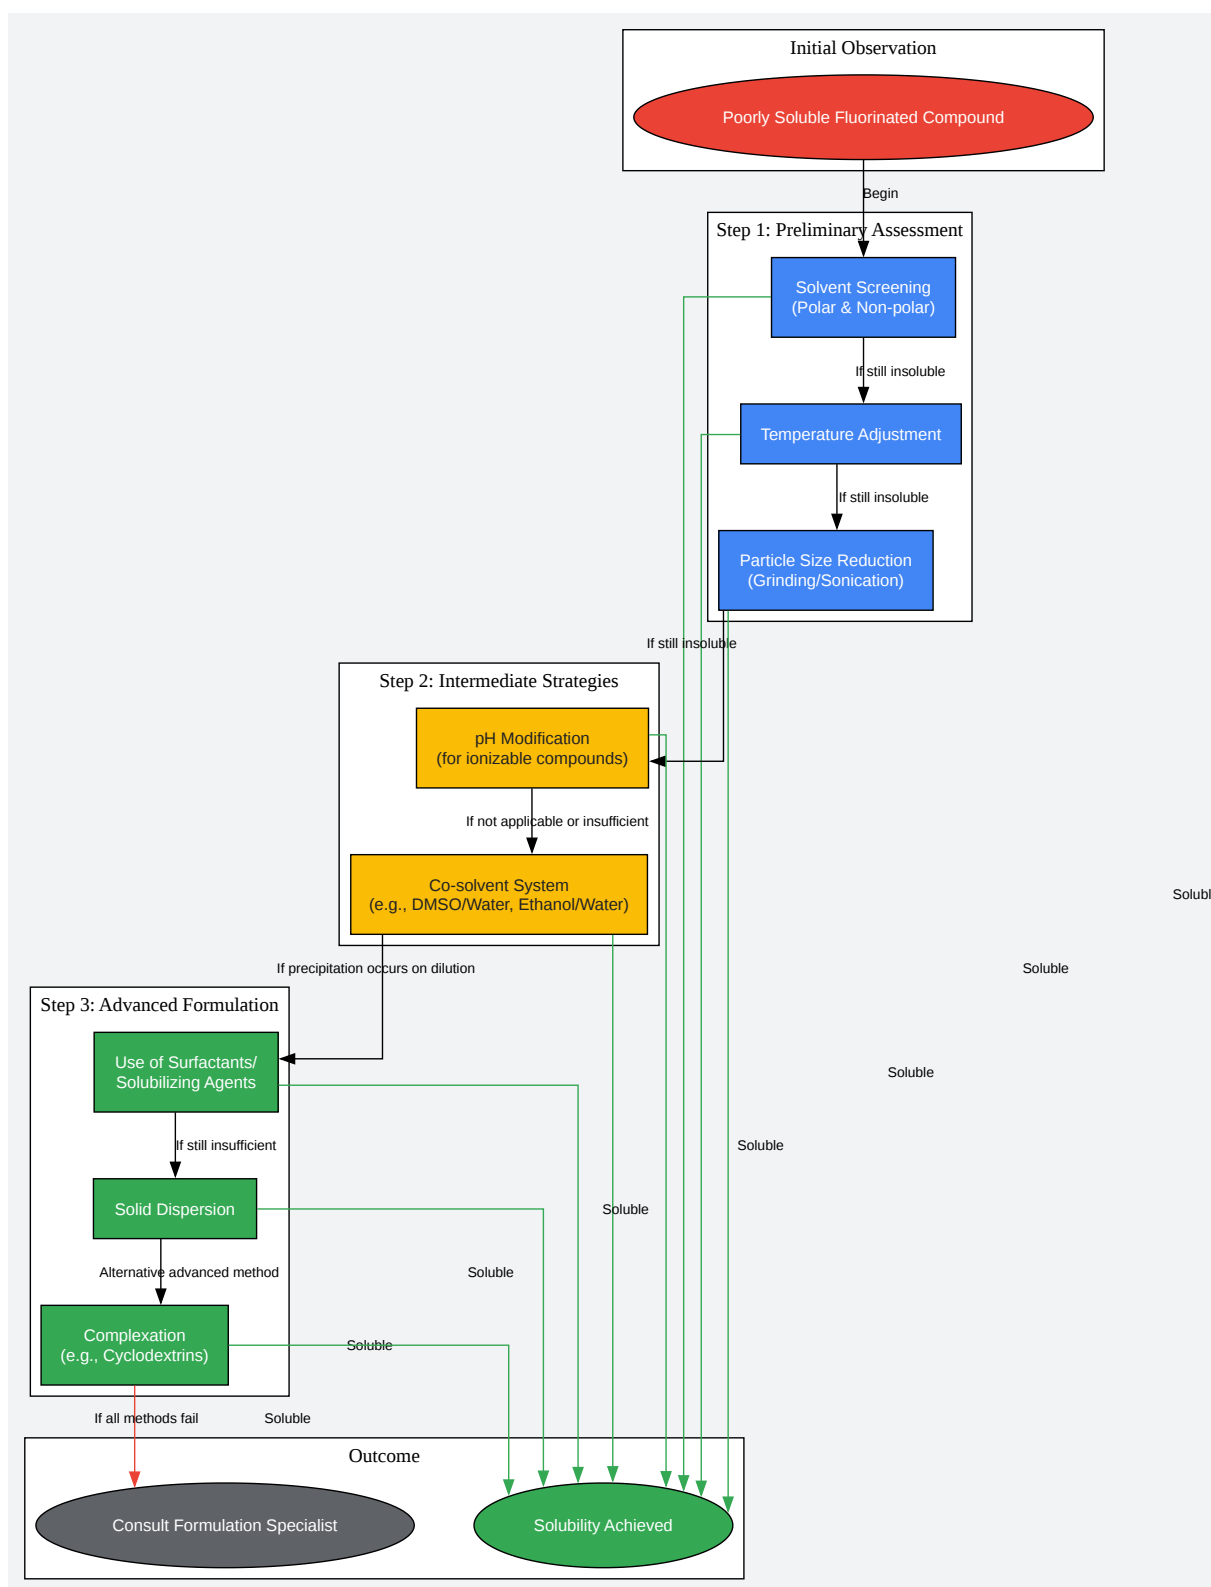 Initial Observation
Poorly Soluble Fluorinated Compound
Begin
Step 1: Preliminary Assessment
Solvent Screening
(Polar & Non-polar)
If still insoluble
Temperature Adjustment
If still insoluble
Particle Size Reduction
(Grinding/Sonication)
If still insoluble
Step 2: Intermediate Strategies
pH Modification
(for ionizable compounds)
If not applicable or insufficient
Co-solvent System
(e.g., DMSO/Water, Ethanol/Water)
Solubl
If precipitation occurs on dilution
Soluble
Step 3: Advanced Formulation
Use of Surfactants/
Solubilizing Agents
Soluble
If still insufficient
Soluble
Solid Dispersion
Soluble
Alternative advanced method
Soluble
Complexation
(e.g., Cyclodextrins)
Soluble
If all methods fail
Soluble
Outcome
Consult Formulation Specialist
Solubility Achieved